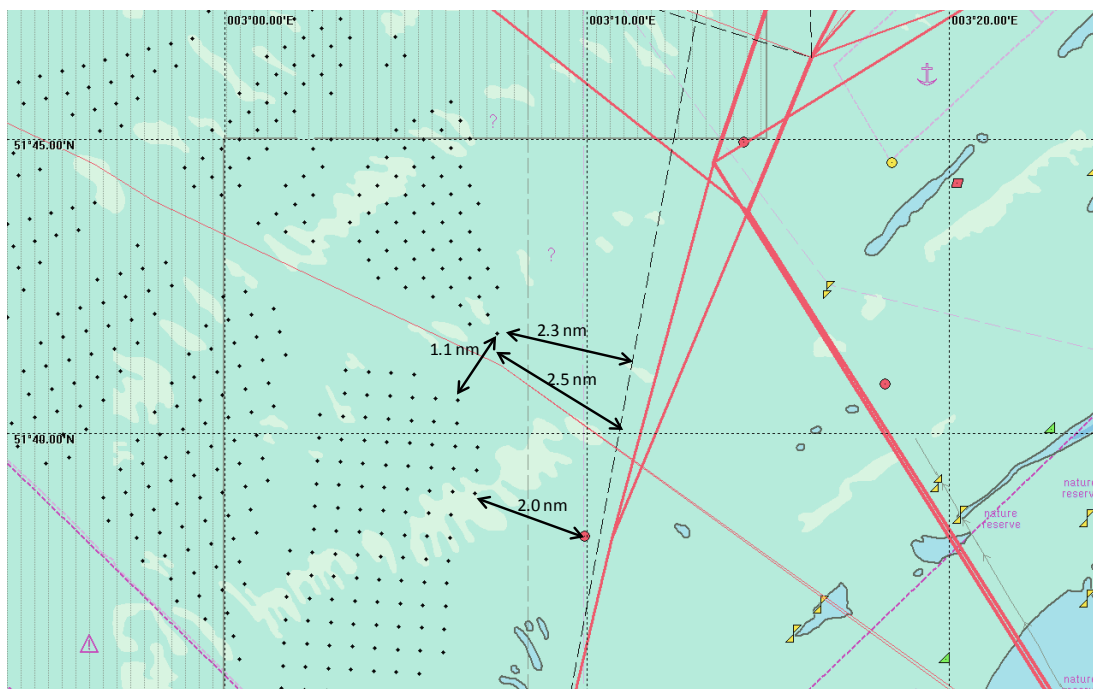 003°00.00'E
003°10.00'E
003°20.00'E
?
51°45.00'N
?
2.3 nm
1.1 nm
2.5 nm
51°40.00'N
nature
reserve
nature
reserve
2.0 nm
nature